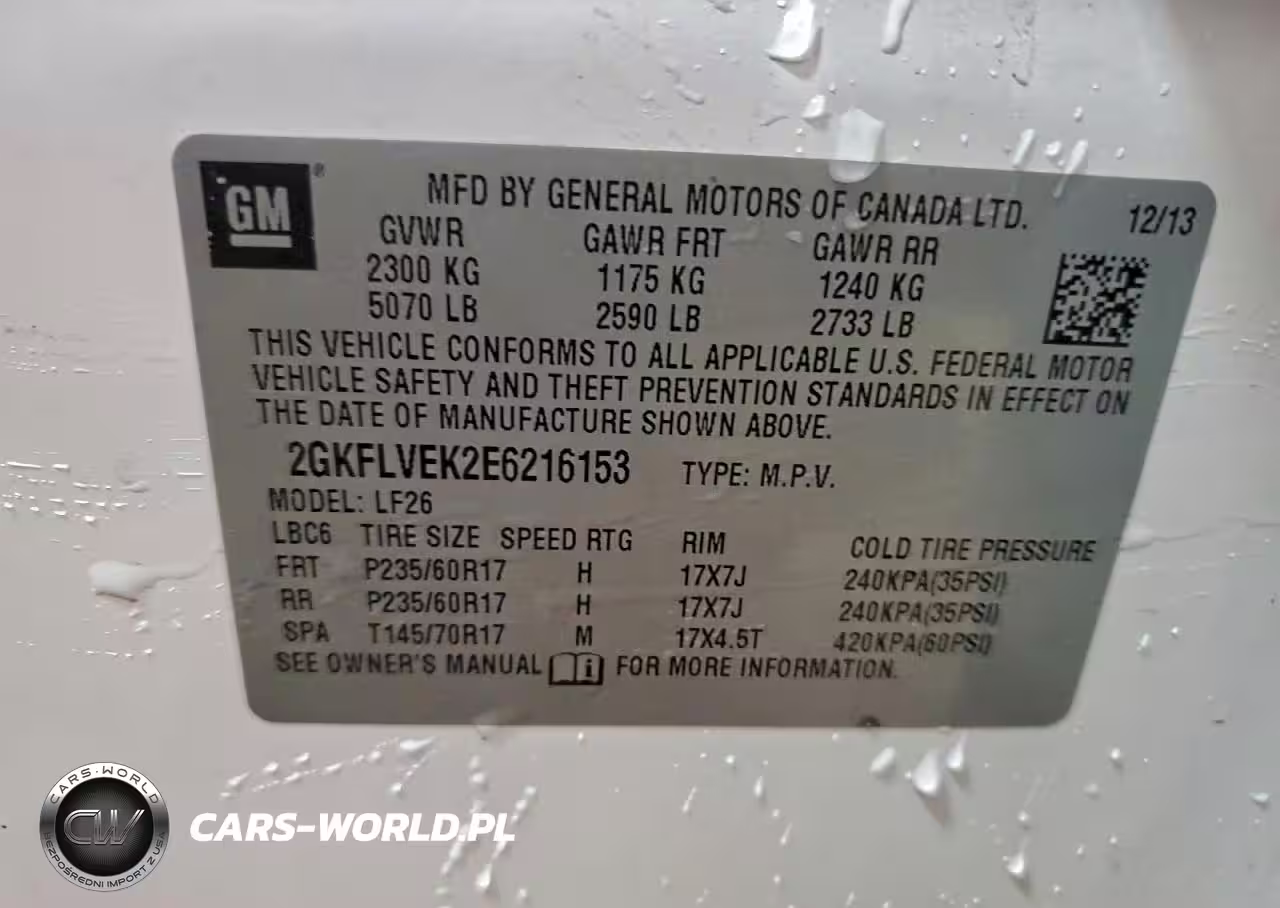 GM ®
MFD BY GENERAL MOTORS OF CANADA LTD. 12/13
GVWR GAWR FRT GAWR RR
2300 KG 1175 KG 1240 KG
5070 LB 2590 LB 2733 LB
THIS VEHICLE CONFORMS TO ALL APPLICABLE U.S. FEDERAL MOTOR
VEHICLE SAFETY AND THEFT PREVENTION STANDARDS IN EFFECT ON
THE DATE OF MANUFACTURE SHOWN ABOVE.
2GKFLVEK2E6216153 TYPE: M.P.V.
MODEL: LF26
LBC6 TIRE SIZE SPEED RTG RIM COLD TIRE PRESSURE
FRT P235/60R17 H 17X7J 240KPA(35PSI)
RR P235/60R17 H 17X7J 240KPA(35PSI)
SPA T145/70R17 M 17X4.5T 420KPA(60PSI)
SEE OWNER'S MANUAL i FOR MORE INFORMATION.
CARS-WORLD
CW
BEZPOŚREDNI IMPORT Z USA
CARS-WORLD.PL